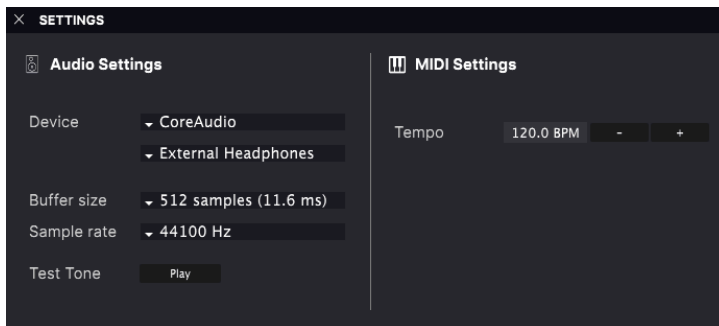 SETTINGS
Audio Settings
Device
CoreAudio
External Headphones
Buffer size
512 samples (11.6 ms)
Sample rate
44100 Hz
Test Tone
Play
MIDI Settings
Tempo
120.0 BPM
-
+